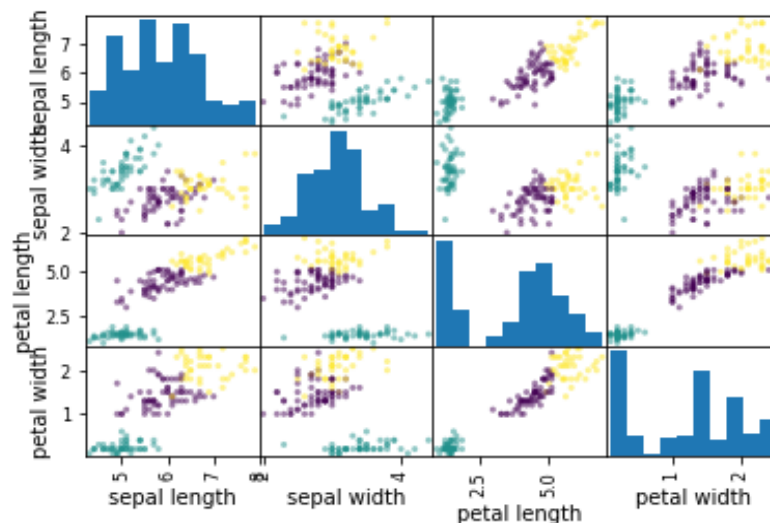 sepal length
7
6
5
sepal width
4
2
petal length
5.0
2.5
petal width
2
1
5 6 7 8 2 4 2.5 5.0 1 2
sepal length sepal width petal length petal width